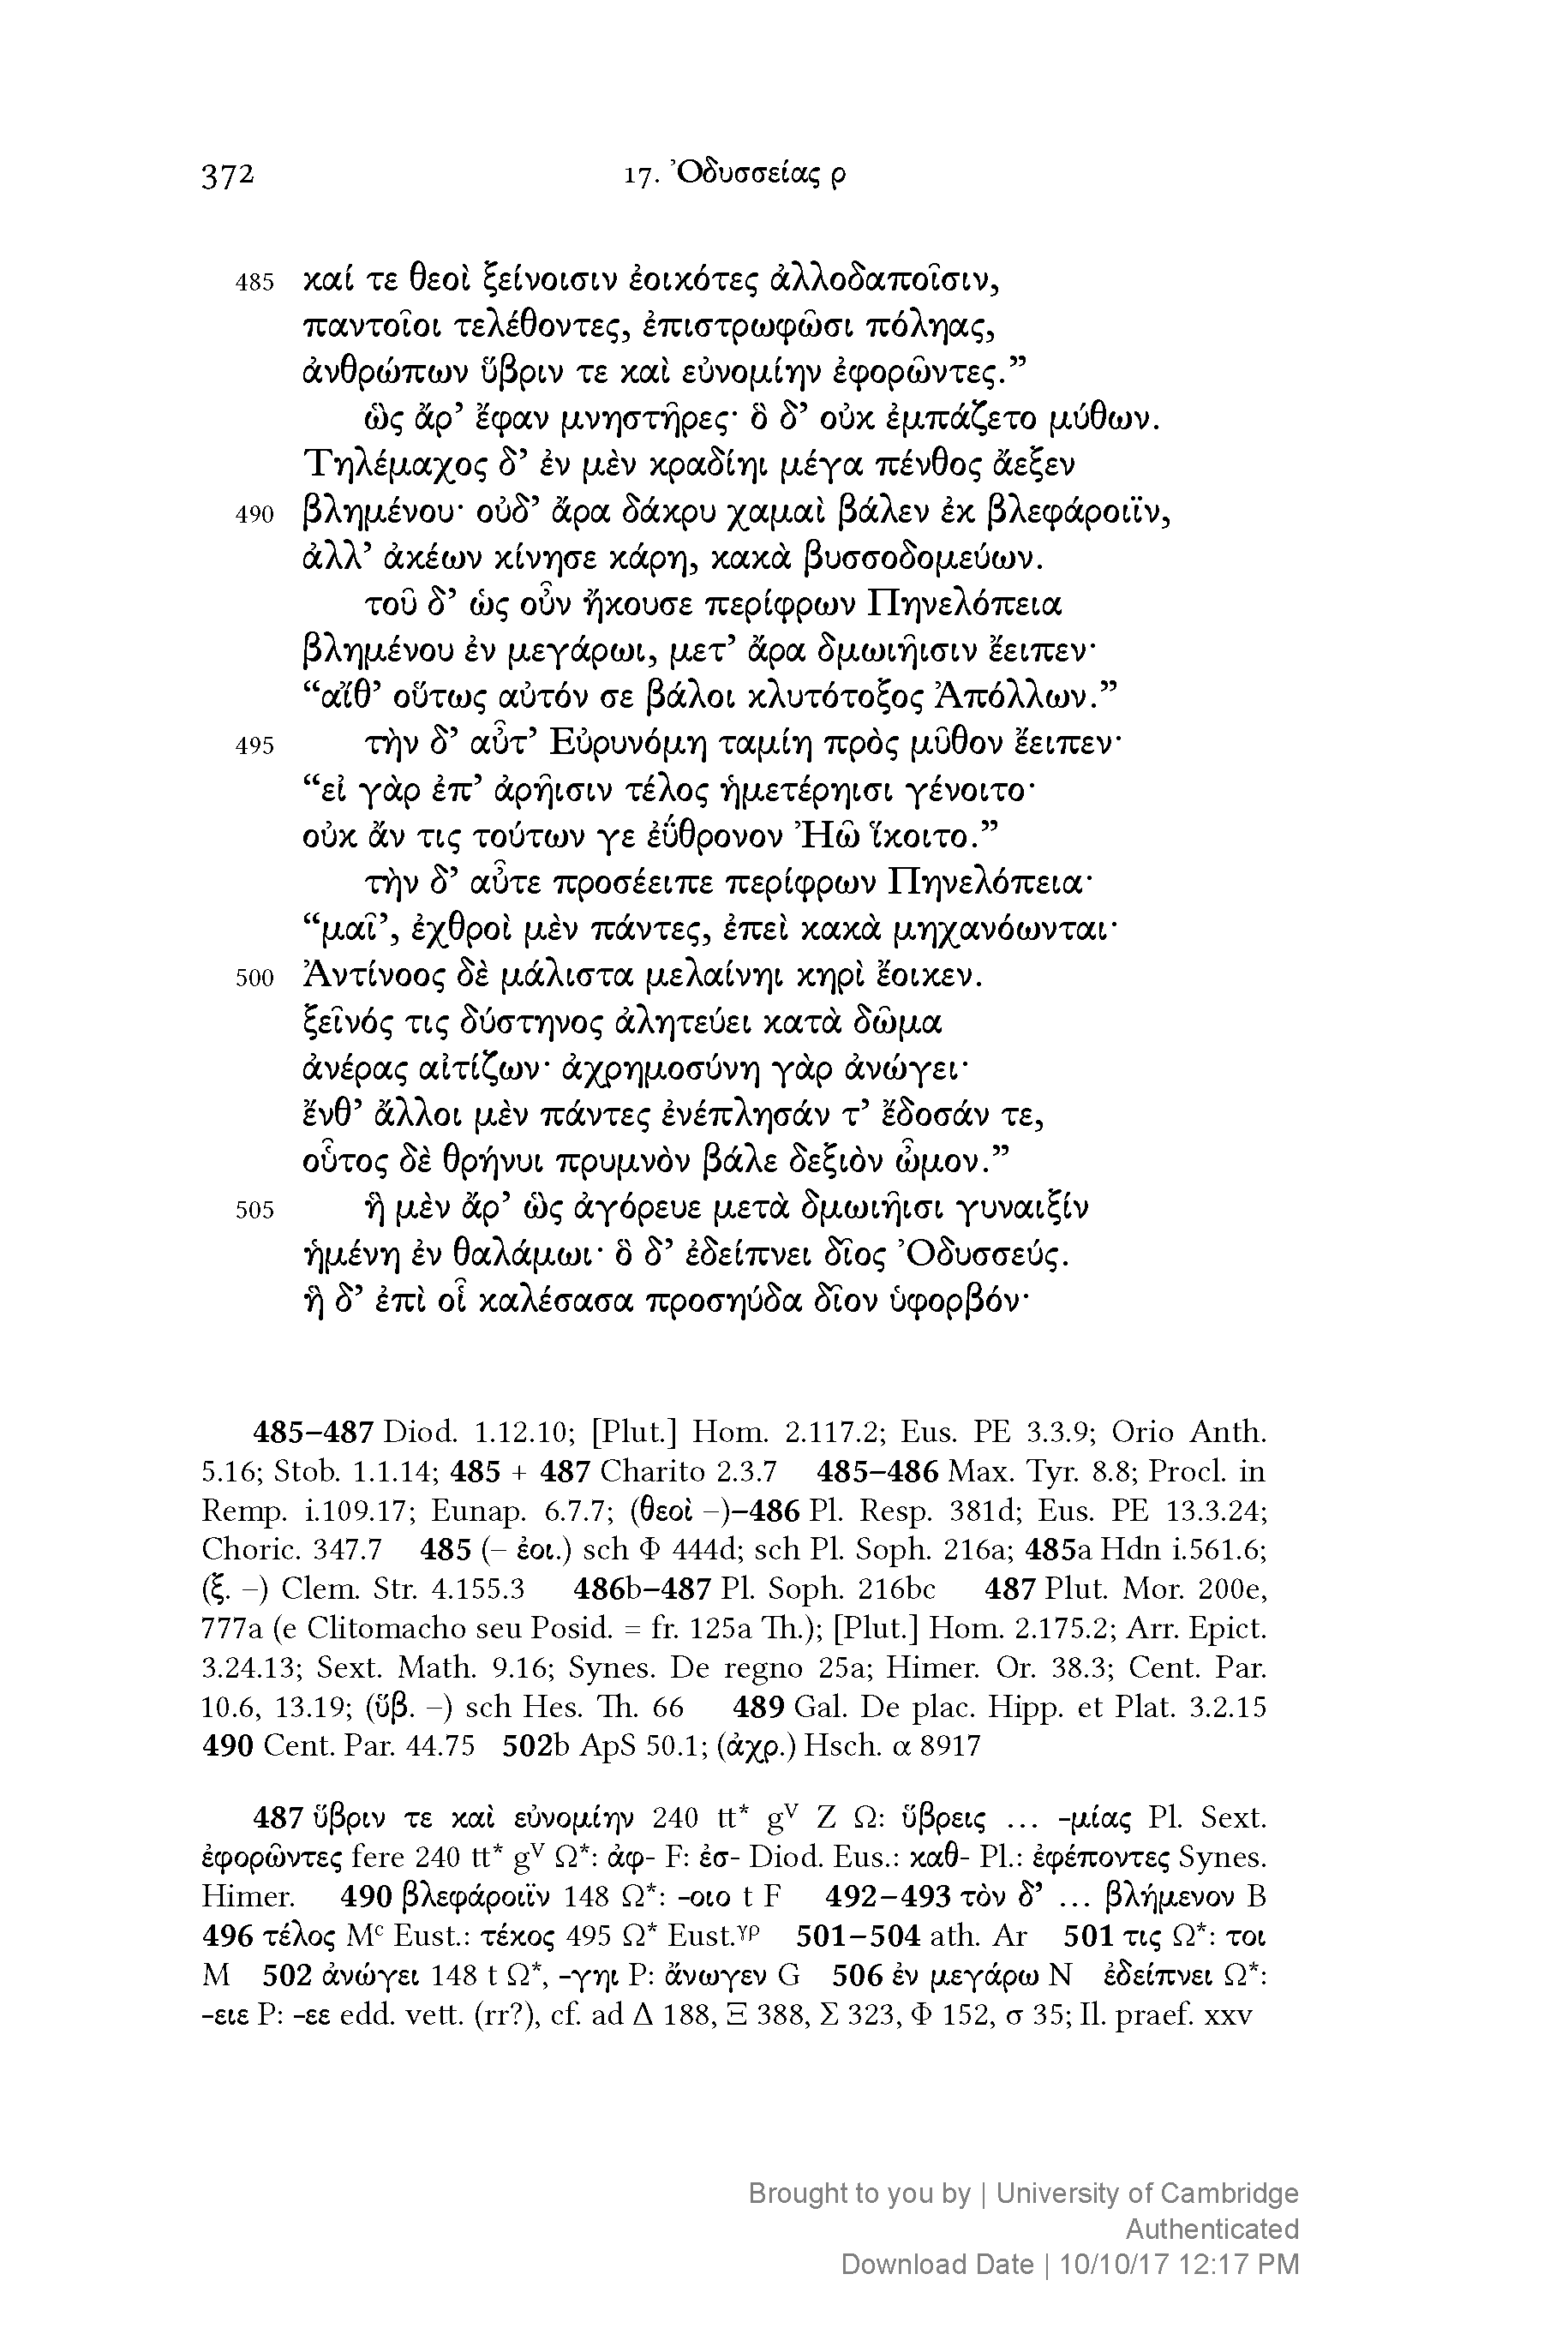 372 17. Ὀδυσσείας ρ
485 καί τε θεοὶ ξείνοισιν ἐοικότες ἀλλοδαποῖσιν,
παντοῖοι τελέθοντες, ἐπιστρωφῶσι πόληας,
ἀνθρώπων ὕβριν τε καὶ εὐνομίην ἐφορῶντες.”
ὣς ἄρ’ ἔφαν μνηστῆρες· ὃ δ’ οὐκ ἐμπάζετο μύθων.
Τηλέμαχος δ’ ἐν μὲν κραδίηι μέγα πένθος ἄεξεν
490 βλημένου· οὐδ’ ἄρα δάκρυ χαμαὶ βάλεν ἐκ βλεφάροιϊν,
ἀλλ’ ἀκέων κίνησε κάρη, κακὰ βυσσοδομεύων.
τοῦ δ’ ὡς οὖν ἤκουσε περίφρων Πηνελόπεια
βλημένου ἐν μεγάρωι, μετ’ ἄρα δμωιῆισιν ἔειπεν·
“αἴθ’ οὕτως αὐτόν σε βάλοι κλυτότοξος Ἀπόλλων.”
495 τὴν δ’ αὖτ’ Εὐρυνόμη ταμίη πρὸς μῦθον ἔειπεν·
“εἰ γὰρ ἐπ’ ἀρῆισιν τέλος ἡμετέρηισι γένοιτο·
οὐκ ἄν τις τούτων γε ἐΰθρονον Ἠῶ ἵκοιτο.”
τὴν δ’ αὖτε προσέειπε περίφρων Πηνελόπεια·
“μαῖ’, ἐχθροὶ μὲν πάντες, ἐπεὶ κακὰ μηχανόωνται·
500 Ἀντίνοος δὲ μάλιστα μελαίνηι κηρὶ ἔοικεν.
ξεῖνός τις δύστηνος ἀλητεύει κατὰ δῶμα
ἀνέρας αἰτίζων· ἀχρημοσύνη γὰρ ἀνώγει·
ἔνθ’ ἄλλοι μὲν πάντες ἐνέπλησάν τ’ ἔδοσάν τε,
οὗτος δὲ θρήνυι πρυμνὸν βάλε δεξιὸν ὦμον.”
505 ἣ μὲν ἄρ’ ὣς ἀγόρευε μετὰ δμωιῆισι γυναιξίν
ἡμένη ἐν θαλάμωι· ὃ δ’ ἐδείπνει δῖος Ὀδυσσεύς.
ἣ δ’ ἐπὶ οἷ καλέσασα προσηύδα δῖον ὑφορβόν·
485–487 Diod. 1.12.10; [Plut.] Hom. 2.117.2; Eus. PE 3.3.9; Orio Anth.
5.16; Stob. 1.1.14; 485 + 487 Charito 2.3.7 485–486 Max. Tyr. 8.8; Procl. in
Remp. i.109.17; Eunap. 6.7.7; (θεοὶ –)–486 Pl. Resp. 381d; Eus. PE 13.3.24;
Choric. 347.7 485 (– ἐοι.) sch Φ 444d; sch Pl. Soph. 216a; 485a Hdn i.561.6;
(ξ. –) Clem. Str. 4.155.3 486b–487 Pl. Soph. 216bc 487 Plut. Mor. 200e,
777a (e Clitomacho seu Posid. = fr. 125a Th.); [Plut.] Hom. 2.175.2; Arr. Epict.
3.24.13; Sext. Math. 9.16; Synes. De regno 25a; Himer. Or. 38.3; Cent. Par.
10.6, 13.19; (ὕβ. –) sch Hes. Th. 66 489 Gal. De plac. Hipp. et Plat. 3.2.15
490 Cent. Par. 44.75 502b ApS 50.1; (ἀχρ.) Hsch. α 8917
487 ὕβριν τε καὶ εὐνομίην 240 tt* gᵛ Z Ω: ὕβρεις ... -μίας Pl. Sext.
ἐφορῶντες fere 240 tt* gᵛ Ω*: ἀφ- F: ἐσ- Diod. Eus.: καθ- Pl.: ἐφέποντες Synes.
Himer. 490 βλεφάροιϊν 148 Ω*: -οιο t F 492–493 τὸν δ’ ... βλήμενον B
496 τέλος Mᶜ Eust.: τέκος 495 Ω* Eust.ᵞᵖ 501–504 ath. Ar 501 τις Ω*: τοι
M 502 ἀνώγει 148 t Ω*, -γηι P: ἄνωγεν G 506 ἐν μεγάρω N ἐδείπνει Ω*:
-ειε P: -εε edd. vett. (rr?), cf. ad Δ 188, Ξ 388, Σ 323, Φ 152, σ 35; Il. praef. xxv
Brought to you by | University of Cambridge
Authenticated
Download Date | 10/10/17 12:17 PM